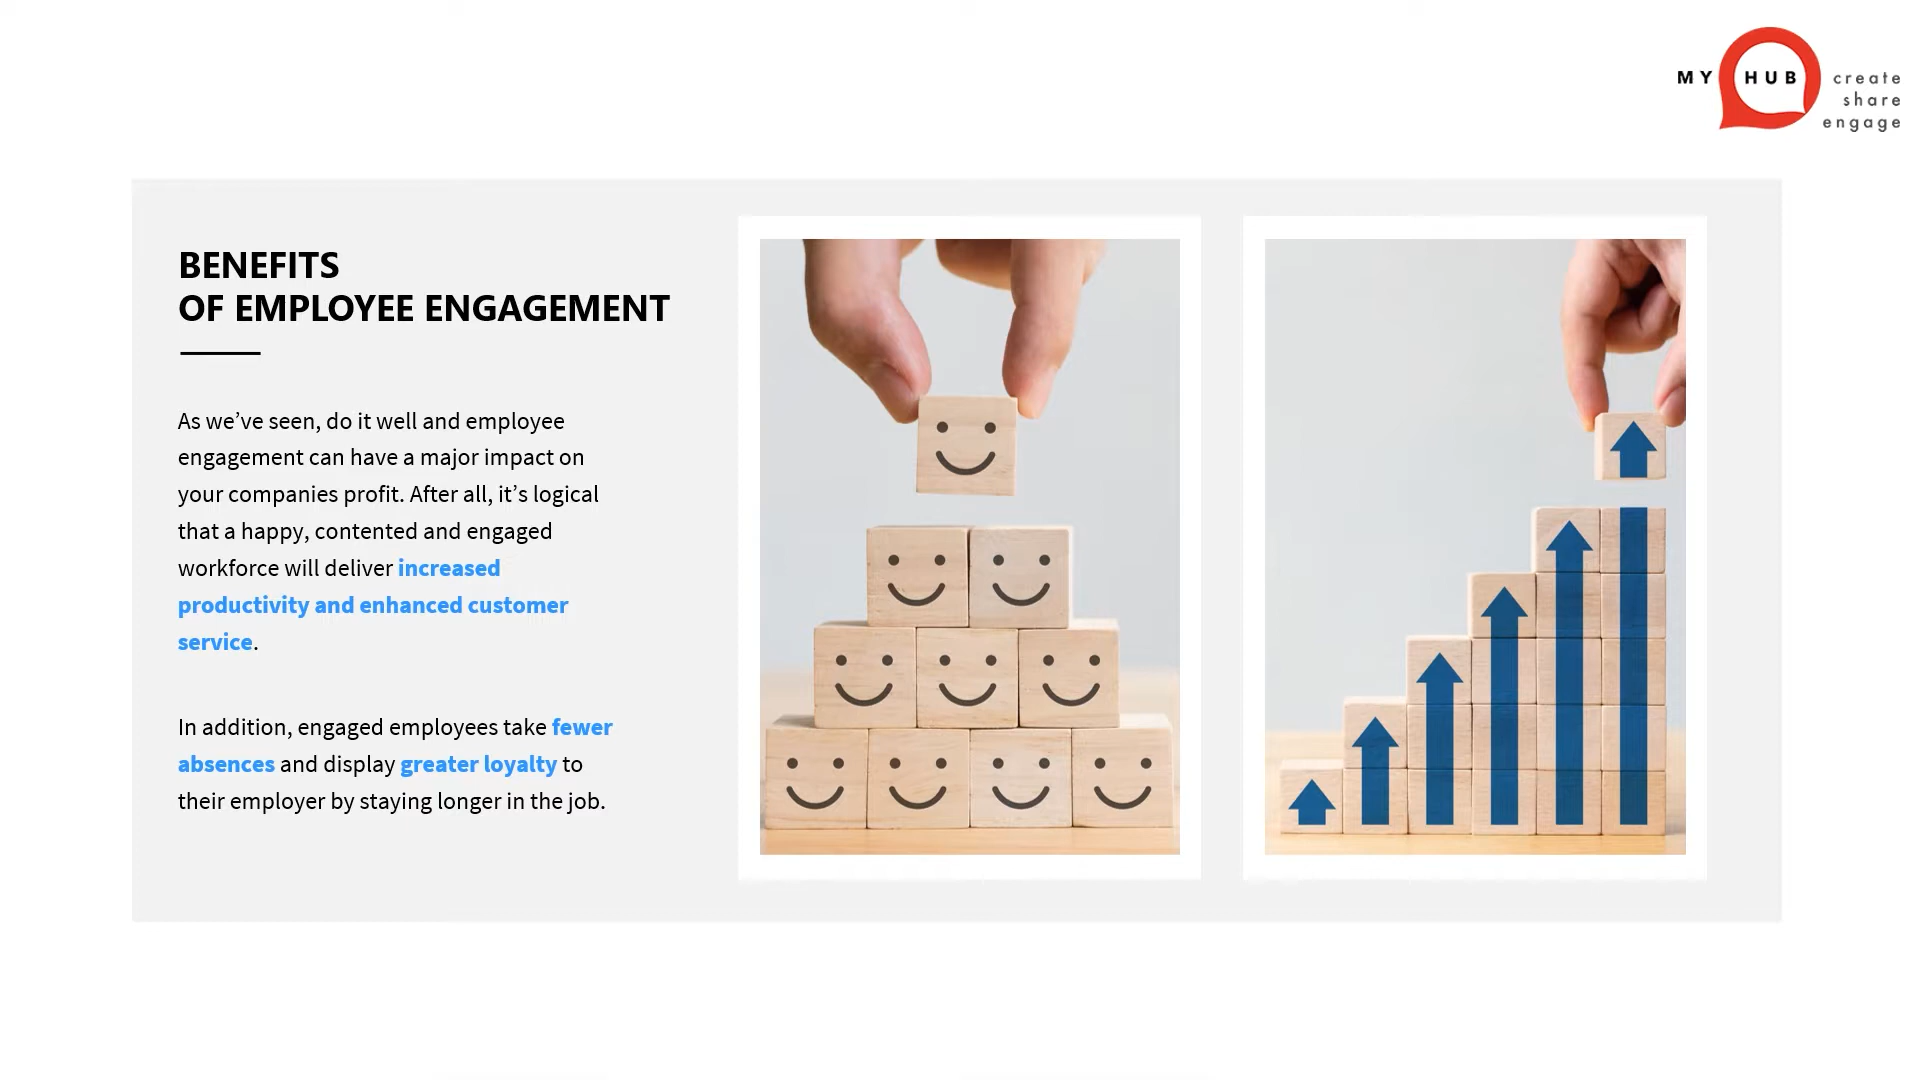 MY HUB create
share
engage
BENEFITS
OF EMPLOYEE ENGAGEMENT
As we’ve seen, do it well and employee
engagement can have a major impact on
your companies profit. After all, it’s logical
that a happy, contented and engaged
workforce will deliver increased
productivity and enhanced customer
service.
In addition, engaged employees take fewer
absences and display greater loyalty to
their employer by staying longer in the job.